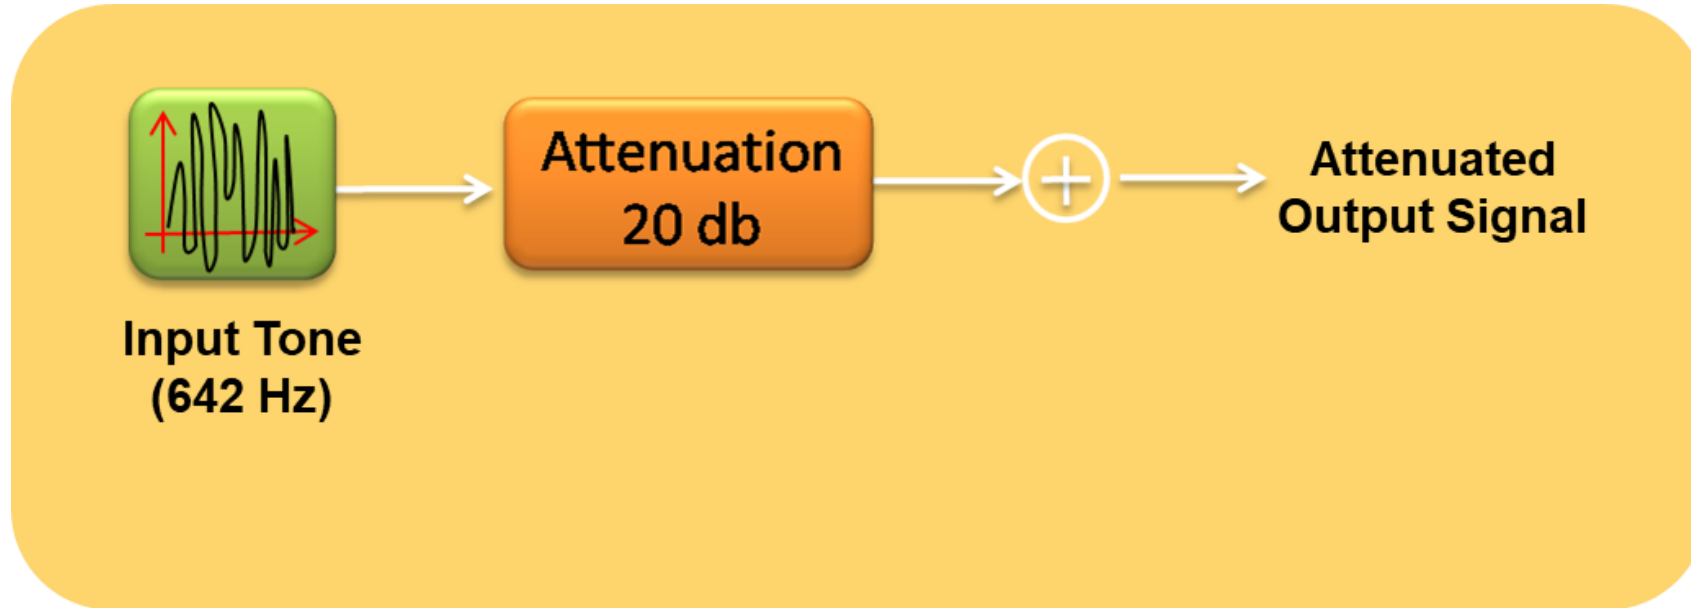 Input Tone
(642 Hz)
Attenuation
20 db
Attenuated
Output Signal